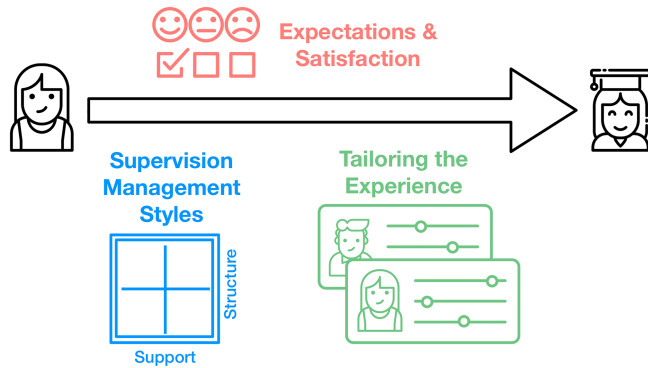 Expectations &
Satisfaction
Supervision
Management
Styles
Structure
Support
Tailoring the
Experience